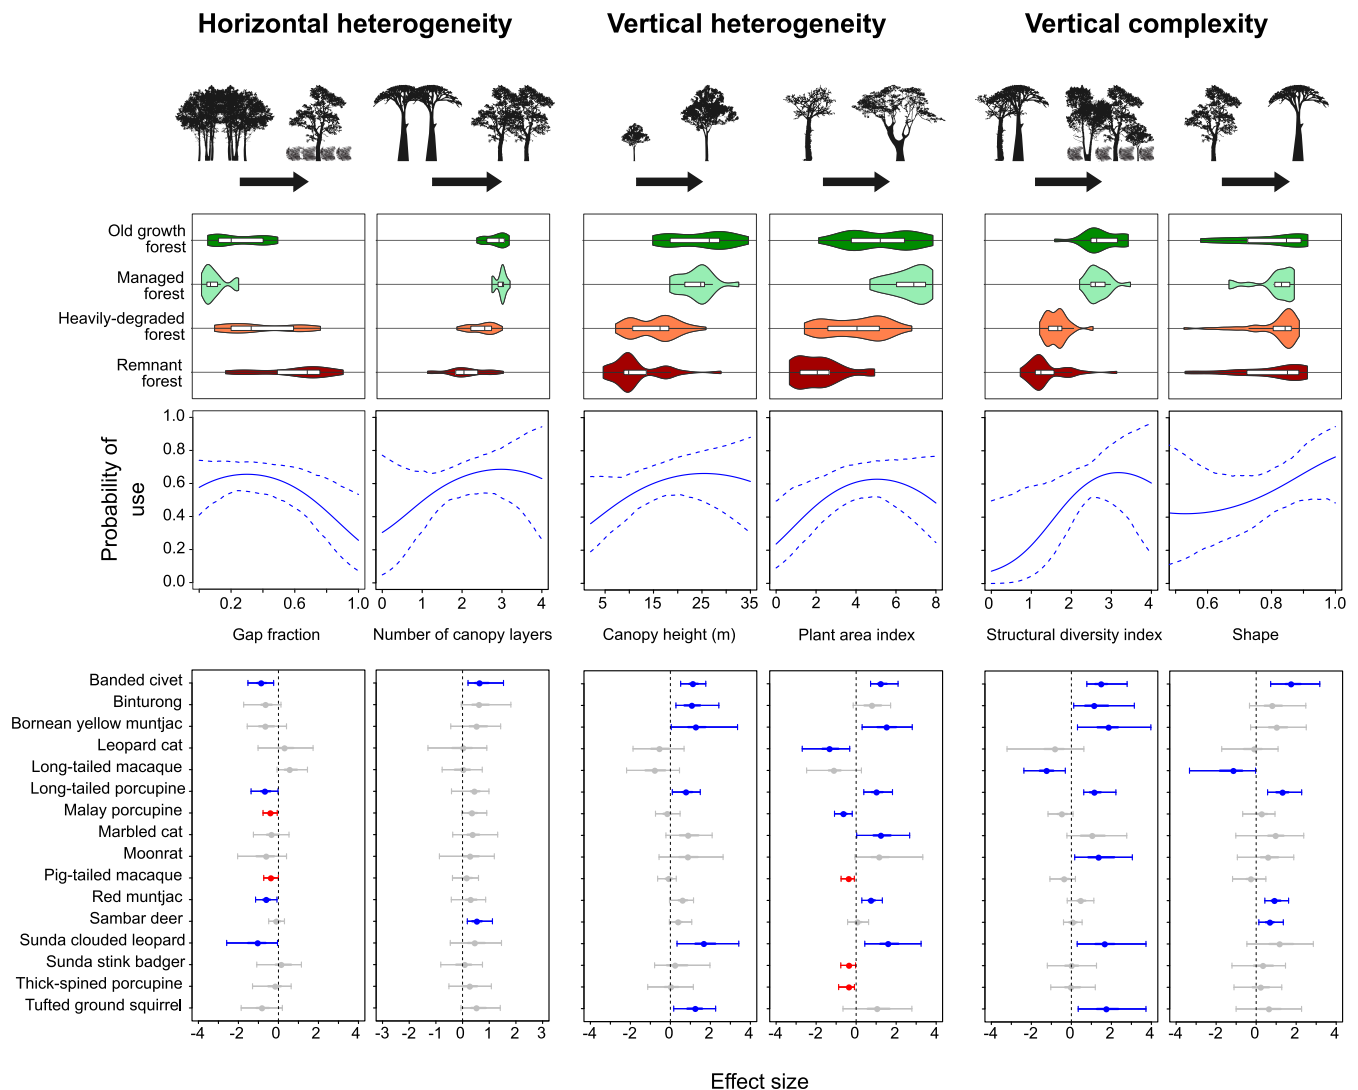 Horizontal heterogeneity Vertical heterogeneity Vertical complexity
Old growth
forest
Managed
forest
Heavily-degraded
forest
Remnant
forest
Probability of
use
1.0
0.8
0.6
0.4
0.2
0.0
0.2 0.6 1.0 0 1 2 3 4 5 15 25 35 0 2 4 6 8 0 1 2 3 4 0.6 0.8 1.0
Gap fraction Number of canopy layers Canopy height (m) Plant area index Structural diversity index Shape
Banded civet
Binturong
Bornean yellow muntjac
Leopard cat
Long-tailed macaque
Long-tailed porcupine
Malay porcupine
Marbled cat
Moonrat
Pig-tailed macaque
Red muntjac
Sambar deer
Sunda clouded leopard
Sunda stink badger
Thick-spined porcupine
Tufted ground squirrel
-4 -2 0 2 4 -3 -2 -1 0 1 2 3 -4 -2 0 2 4 -4 -2 0 2 4 -4 -2 0 2 4 -4 -2 0 2 4
Effect size